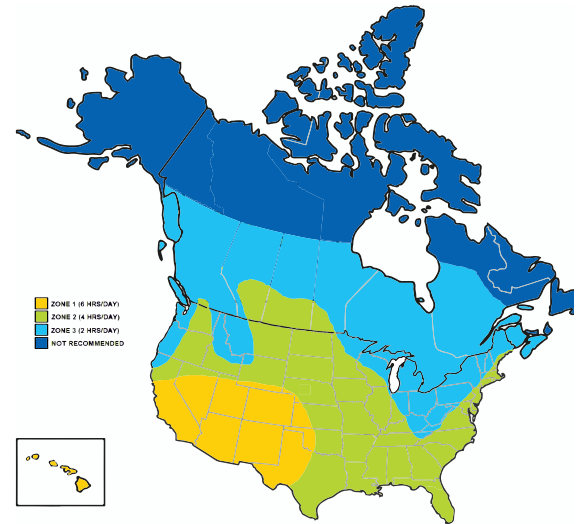 ZONE 1 (6 HRS/DAY)
ZONE 2 (4 HRS/DAY)
ZONE 3 (2 HRS/DAY)
NOT RECOMMENDED